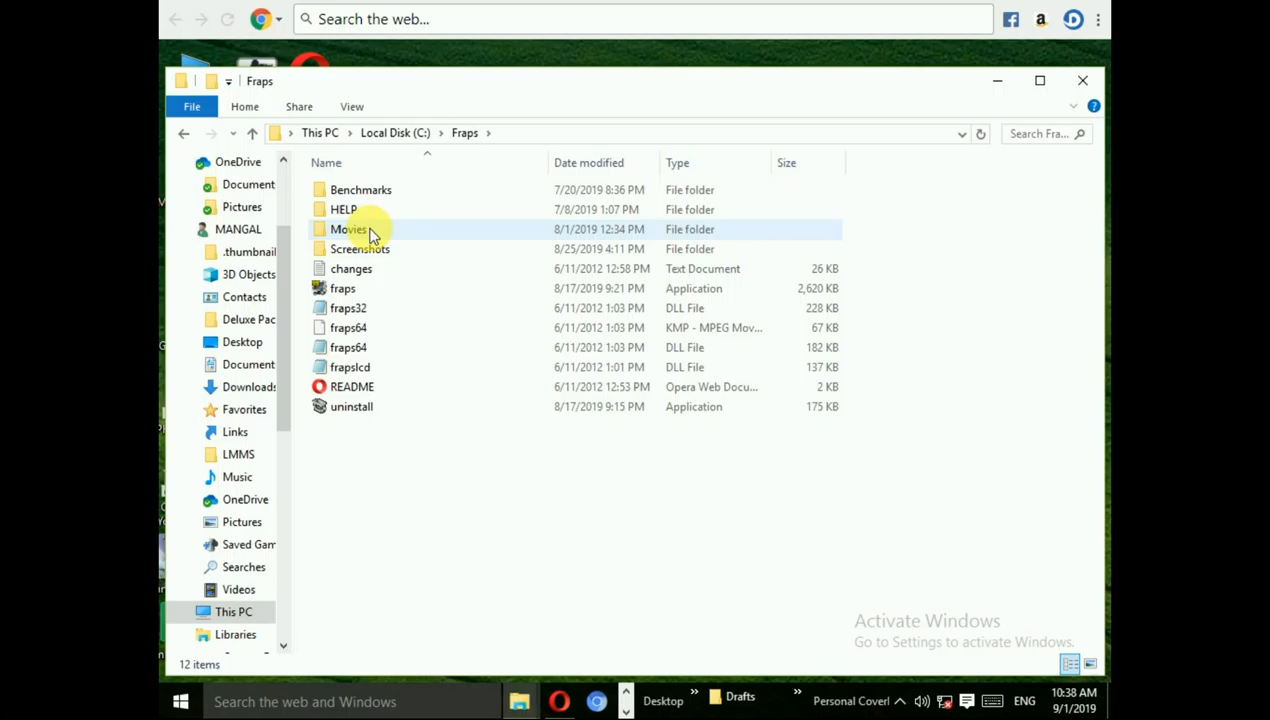 Search the web...
Fraps
File
Home
Share
View
This PC
Local Disk (C:)
Fraps
Search Fra...
OneDrive
Document
Pictures
MANGAL
.thumbnail
3D Objects
Contacts
Deluxe Pac
Desktop
Document
Downloads
Favorites
Links
LMMS
Music
OneDrive
Pictures
Saved Gam
Searches
Videos
This PC
Libraries
Name Date modified Type Size
Benchmarks 7/20/2019 8:36 PM File folder
HELP 7/8/2019 1:07 PM File folder
Movies 8/1/2019 12:34 PM File folder
Screenshots 8/25/2019 4:11 PM File folder
changes 6/11/2012 12:58 PM Text Document 26 KB
fraps 8/17/2019 9:21 PM Application 2,620 KB
fraps32 6/11/2012 1:03 PM DLL File 228 KB
fraps64 6/11/2012 1:03 PM KMP - MPEG Mov... 67 KB
fraps64 6/11/2012 1:03 PM DLL File 182 KB
frapslcd 6/11/2012 1:01 PM DLL File 137 KB
README 6/11/2012 12:53 PM Opera Web Docu... 2 KB
uninstall 8/17/2019 9:15 PM Application 175 KB
Activate Windows
Go to Settings to activate Windows.
12 items
Search the web and Windows
Desktop
Drafts
Personal Coverl
ENG
10:38 AM
9/1/2019